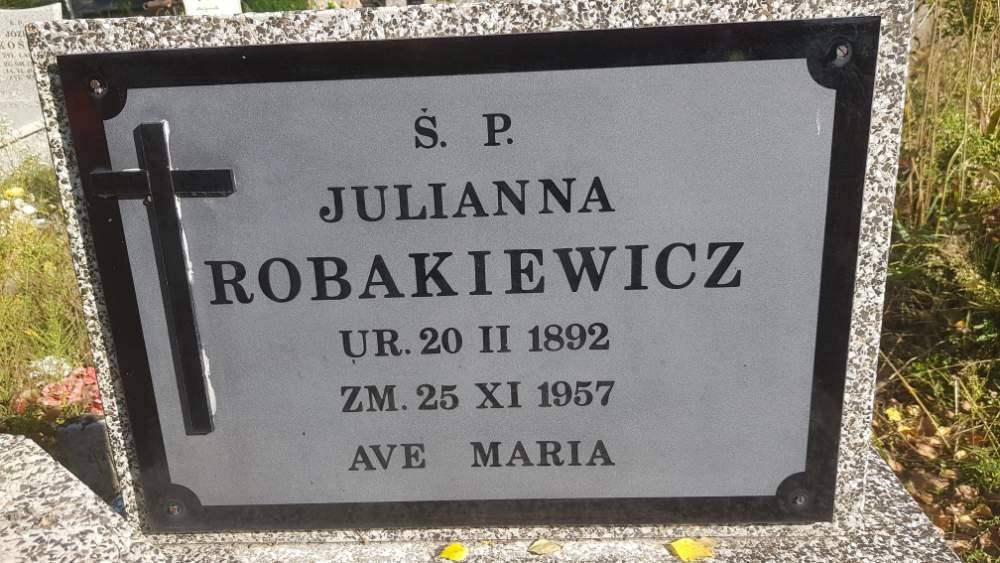 Ś. P.
JULIANNA
ROBAKIEWICZ
UR. 20 II 1892
ZM. 25 XI 1957
AVE MARIA